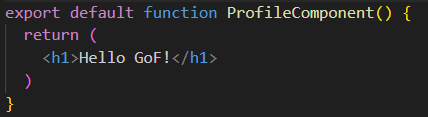 export default function ProfileComponent() {
  return (
    <h1>Hello GoF!</h1>
  )
}